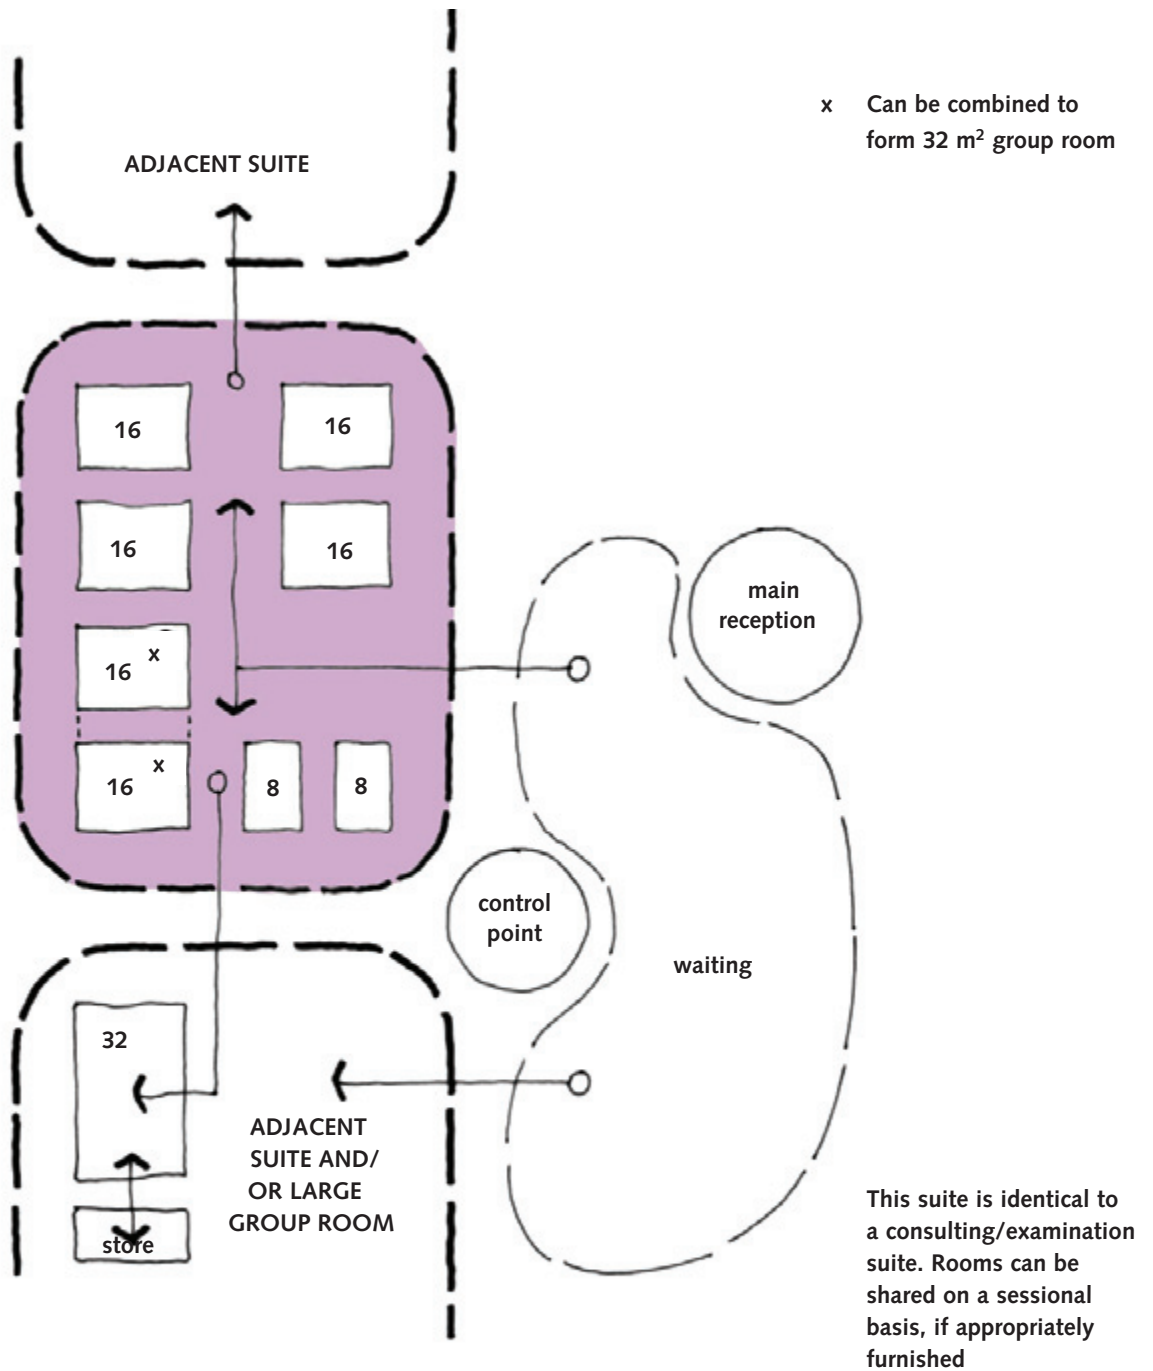 x Can be combined to
form 32 m² group room
ADJACENT SUITE
16
16
16
16
16 x
16 x
8
8
main
reception
control
point
waiting
32
ADJACENT
SUITE AND/
OR LARGE
GROUP ROOM
store
This suite is identical to
a consulting/examination
suite. Rooms can be
shared on a sessional
basis, if appropriately
furnished